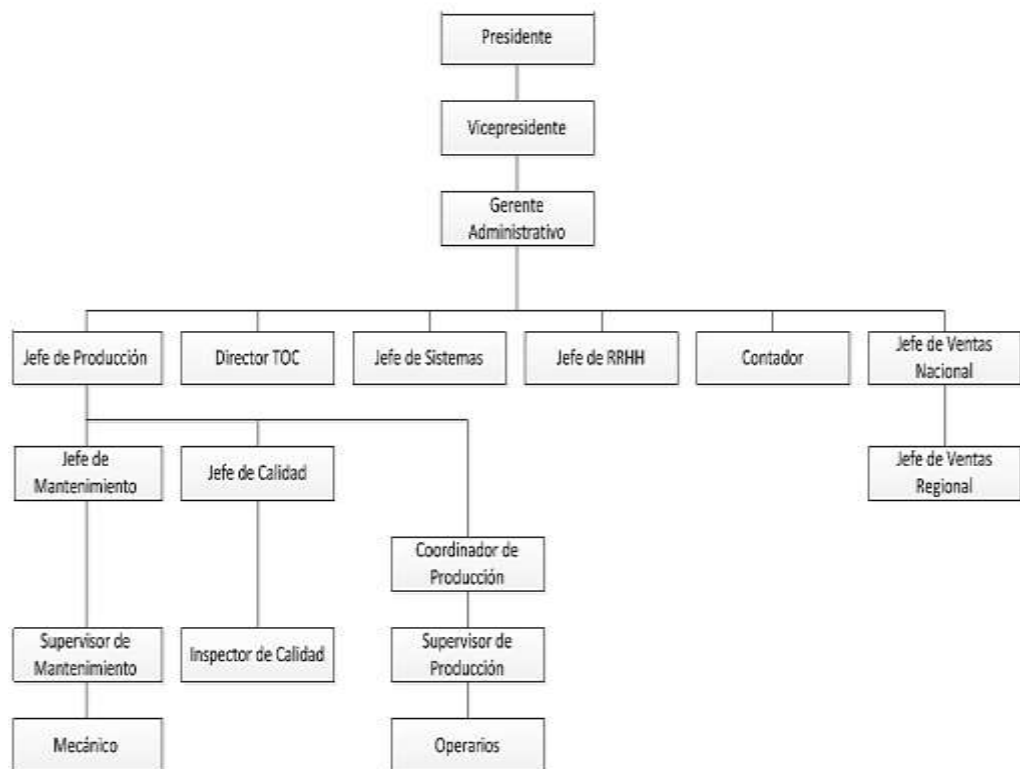 Presidente
Vicepresidente
Gerente
Administrativo
Jefe de Producción
Director TOC
Jefe de Sistemas
Jefe de RRHH
Contador
Jefe de Ventas
Nacional
Jefe de
Mantenimiento
Jefe de Calidad
Jefe de Ventas
Regional
Coordinador de
Producción
Supervisor de
Mantenimiento
Inspector de Calidad
Supervisor de
Producción
Mecánico
Operarios